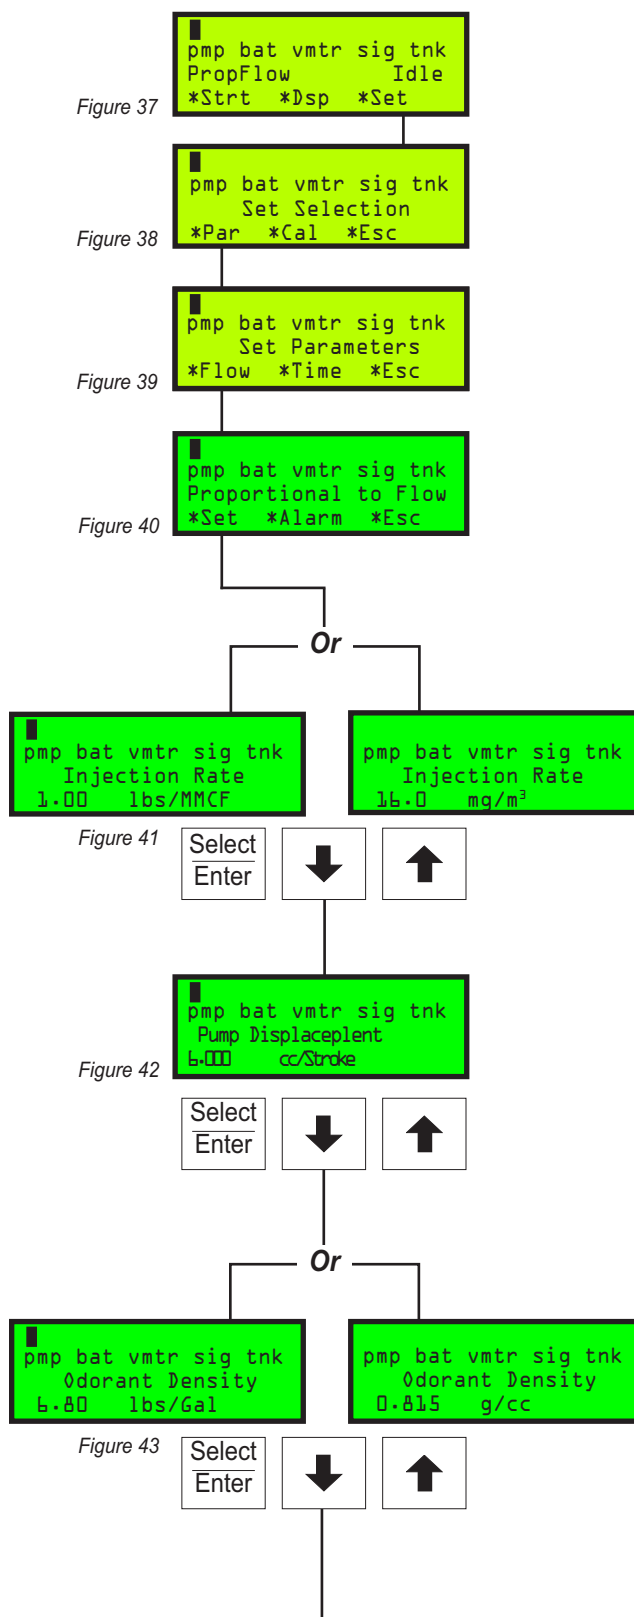 pmp bat vmtr sig tnk
PropFlow Idle
*Strt *Dsp *Set
Figure 37
pmp bat vmtr sig tnk
Set Selection
*Par *Cal *Esc
Figure 38
pmp bat vmtr sig tnk
Set Parameters
*Flow *Time *Esc
Figure 39
pmp bat vmtr sig tnk
Proportional to Flow
*Set *Alarm *Esc
Figure 40
Or
pmp bat vmtr sig tnk
Injection Rate
1.00 lbs/MMCF
pmp bat vmtr sig tnk
Injection Rate
16.0 mg/m³
Figure 41
Select
Enter
pmp bat vmtr sig tnk
Pump Displaceplent
6.000 cc/Stroke
Figure 42
Select
Enter
Or
pmp bat vmtr sig tnk
Odorant Density
6.80 lbs/Gal
pmp bat vmtr sig tnk
Odorant Density
0.815 g/cc
Figure 43
Select
Enter